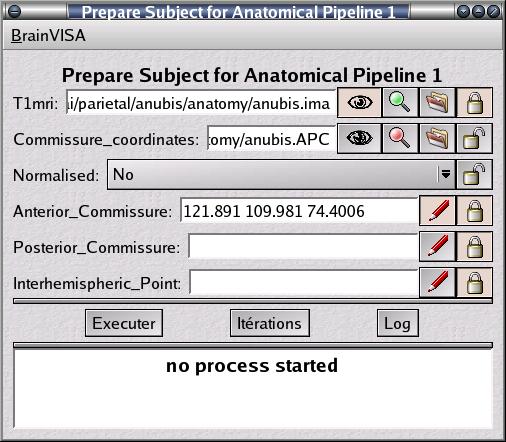 Prepare Subject for Anatomical Pipeline 1
BrainVISA
Prepare Subject for Anatomical Pipeline 1
T1mri: ai/parietal/anubis/anatomy/anubis.ima
Commissure_coordinates: tomy/anubis.APC
Normalised: No
Anterior_Commissure: 121.891 109.981 74.4006
Posterior_Commissure:
Interhemispheric_Point:
Executer Itérations Log
no process started